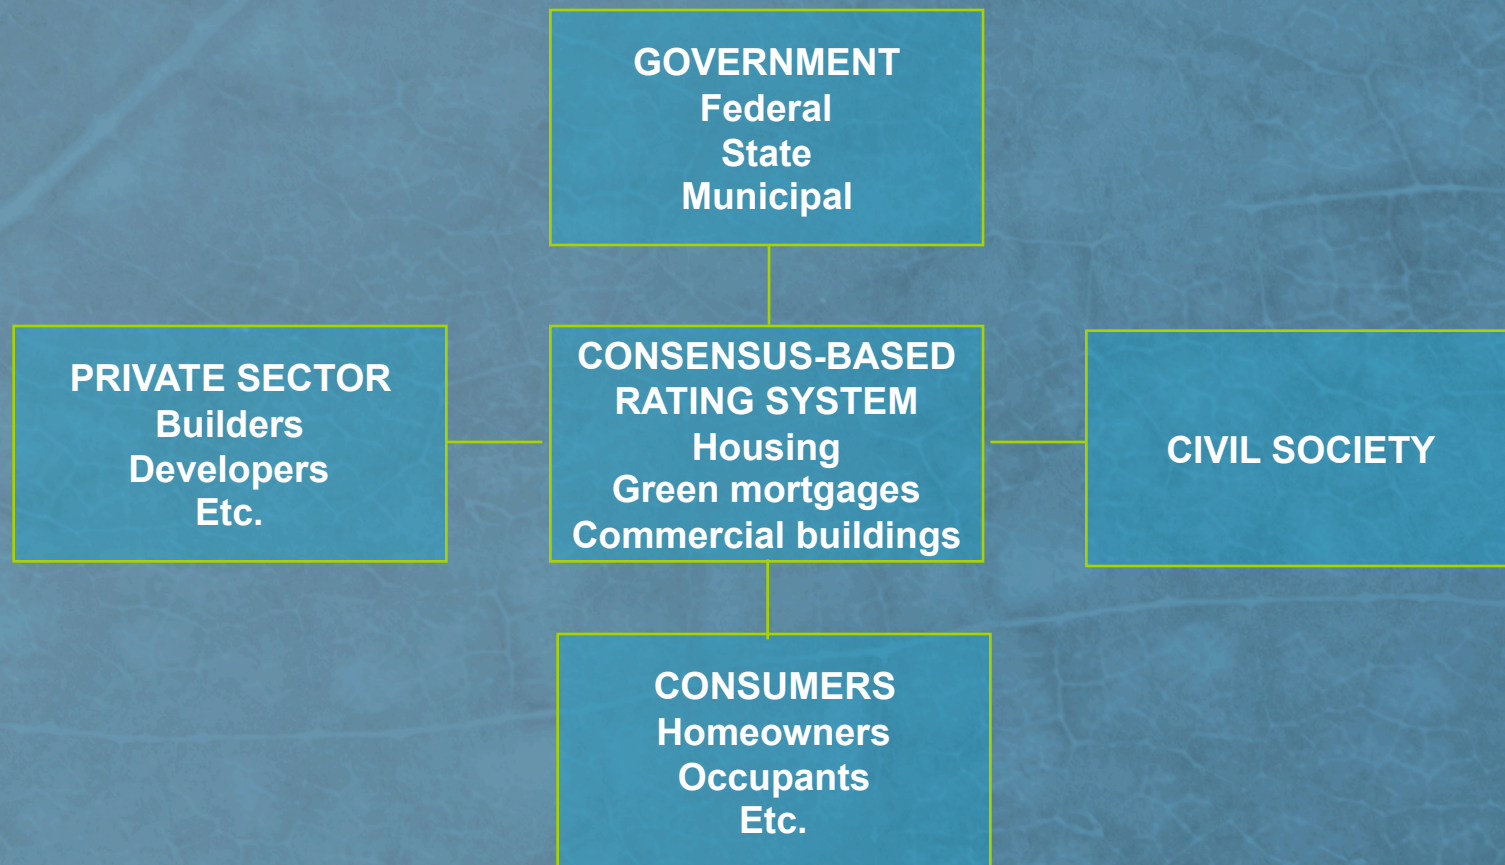 GOVERNMENT
Federal
State
Municipal
PRIVATE SECTOR
Builders
Developers
Etc.
CONSENSUS-BASED
RATING SYSTEM
Housing
Green mortgages
Commercial buildings
CIVIL SOCIETY
CONSUMERS
Homeowners
Occupants
Etc.